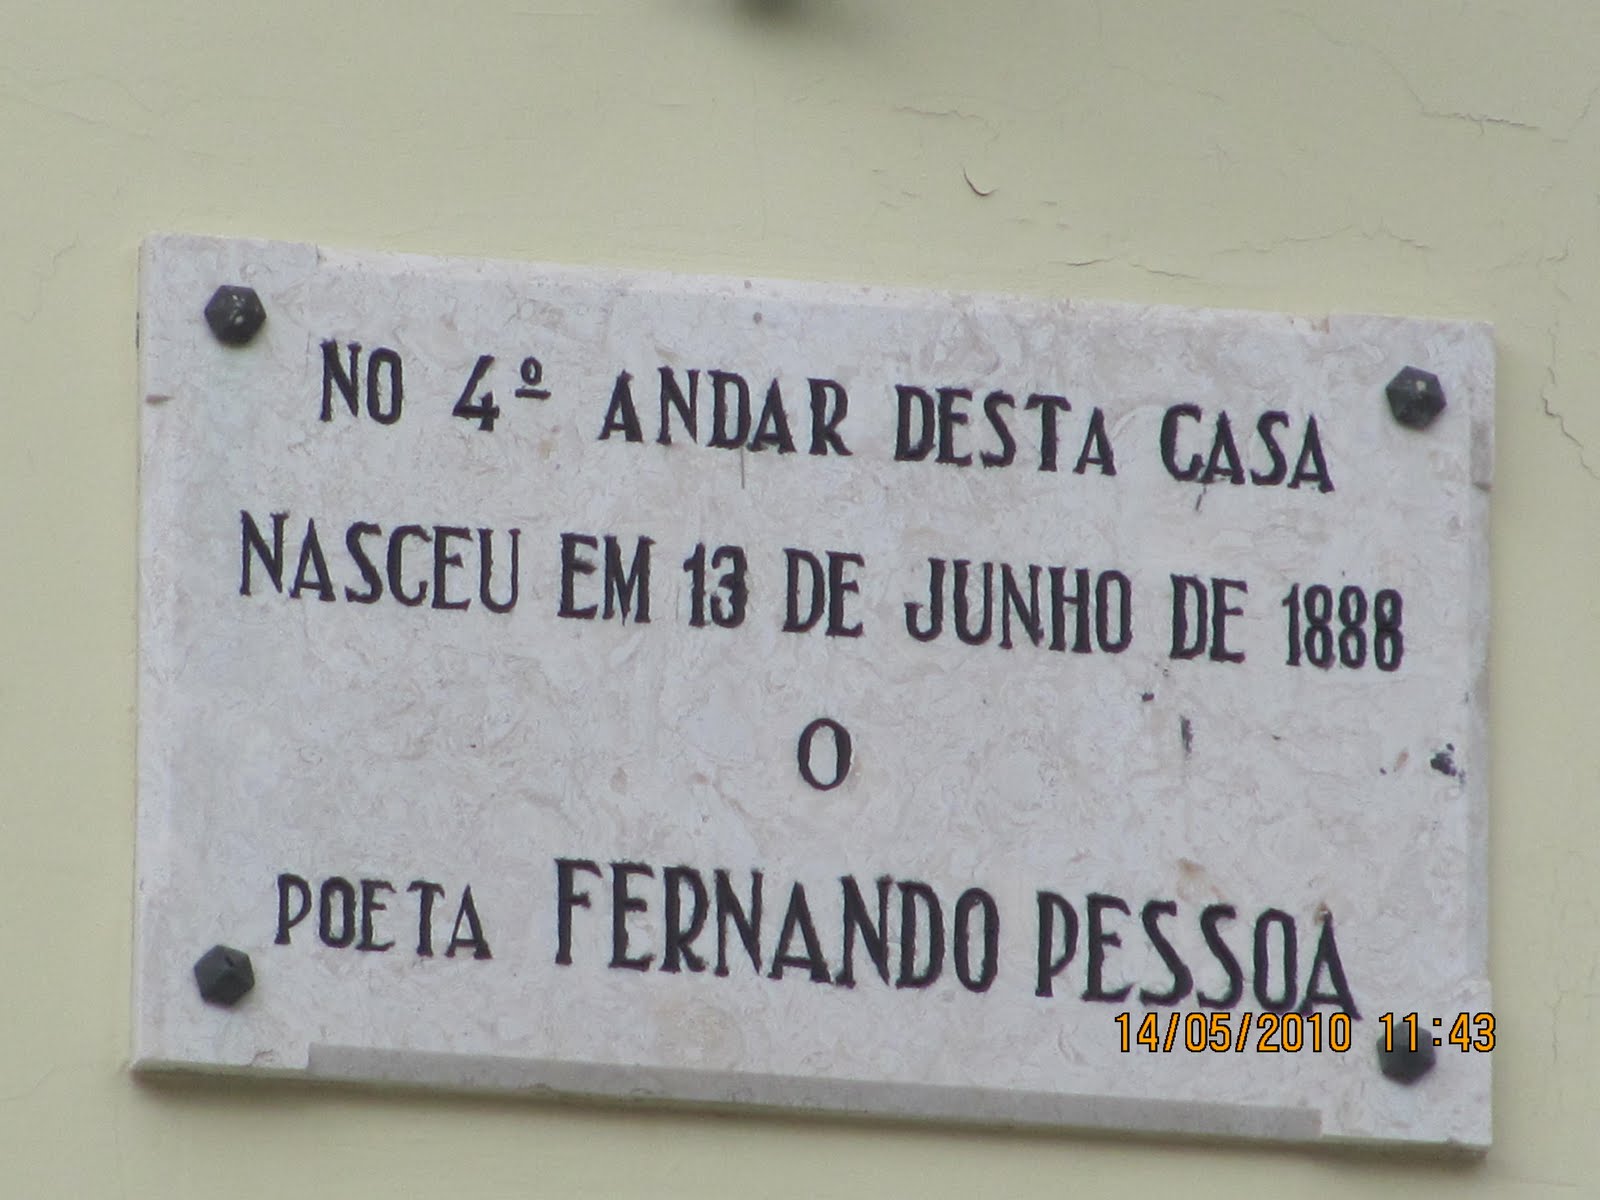 NO 4º ANDAR DESTA CASA
NASCEU EM 13 DE JUNHO DE 1888
O
POETA FERNANDO PESSOA
14/05/2010 11:43